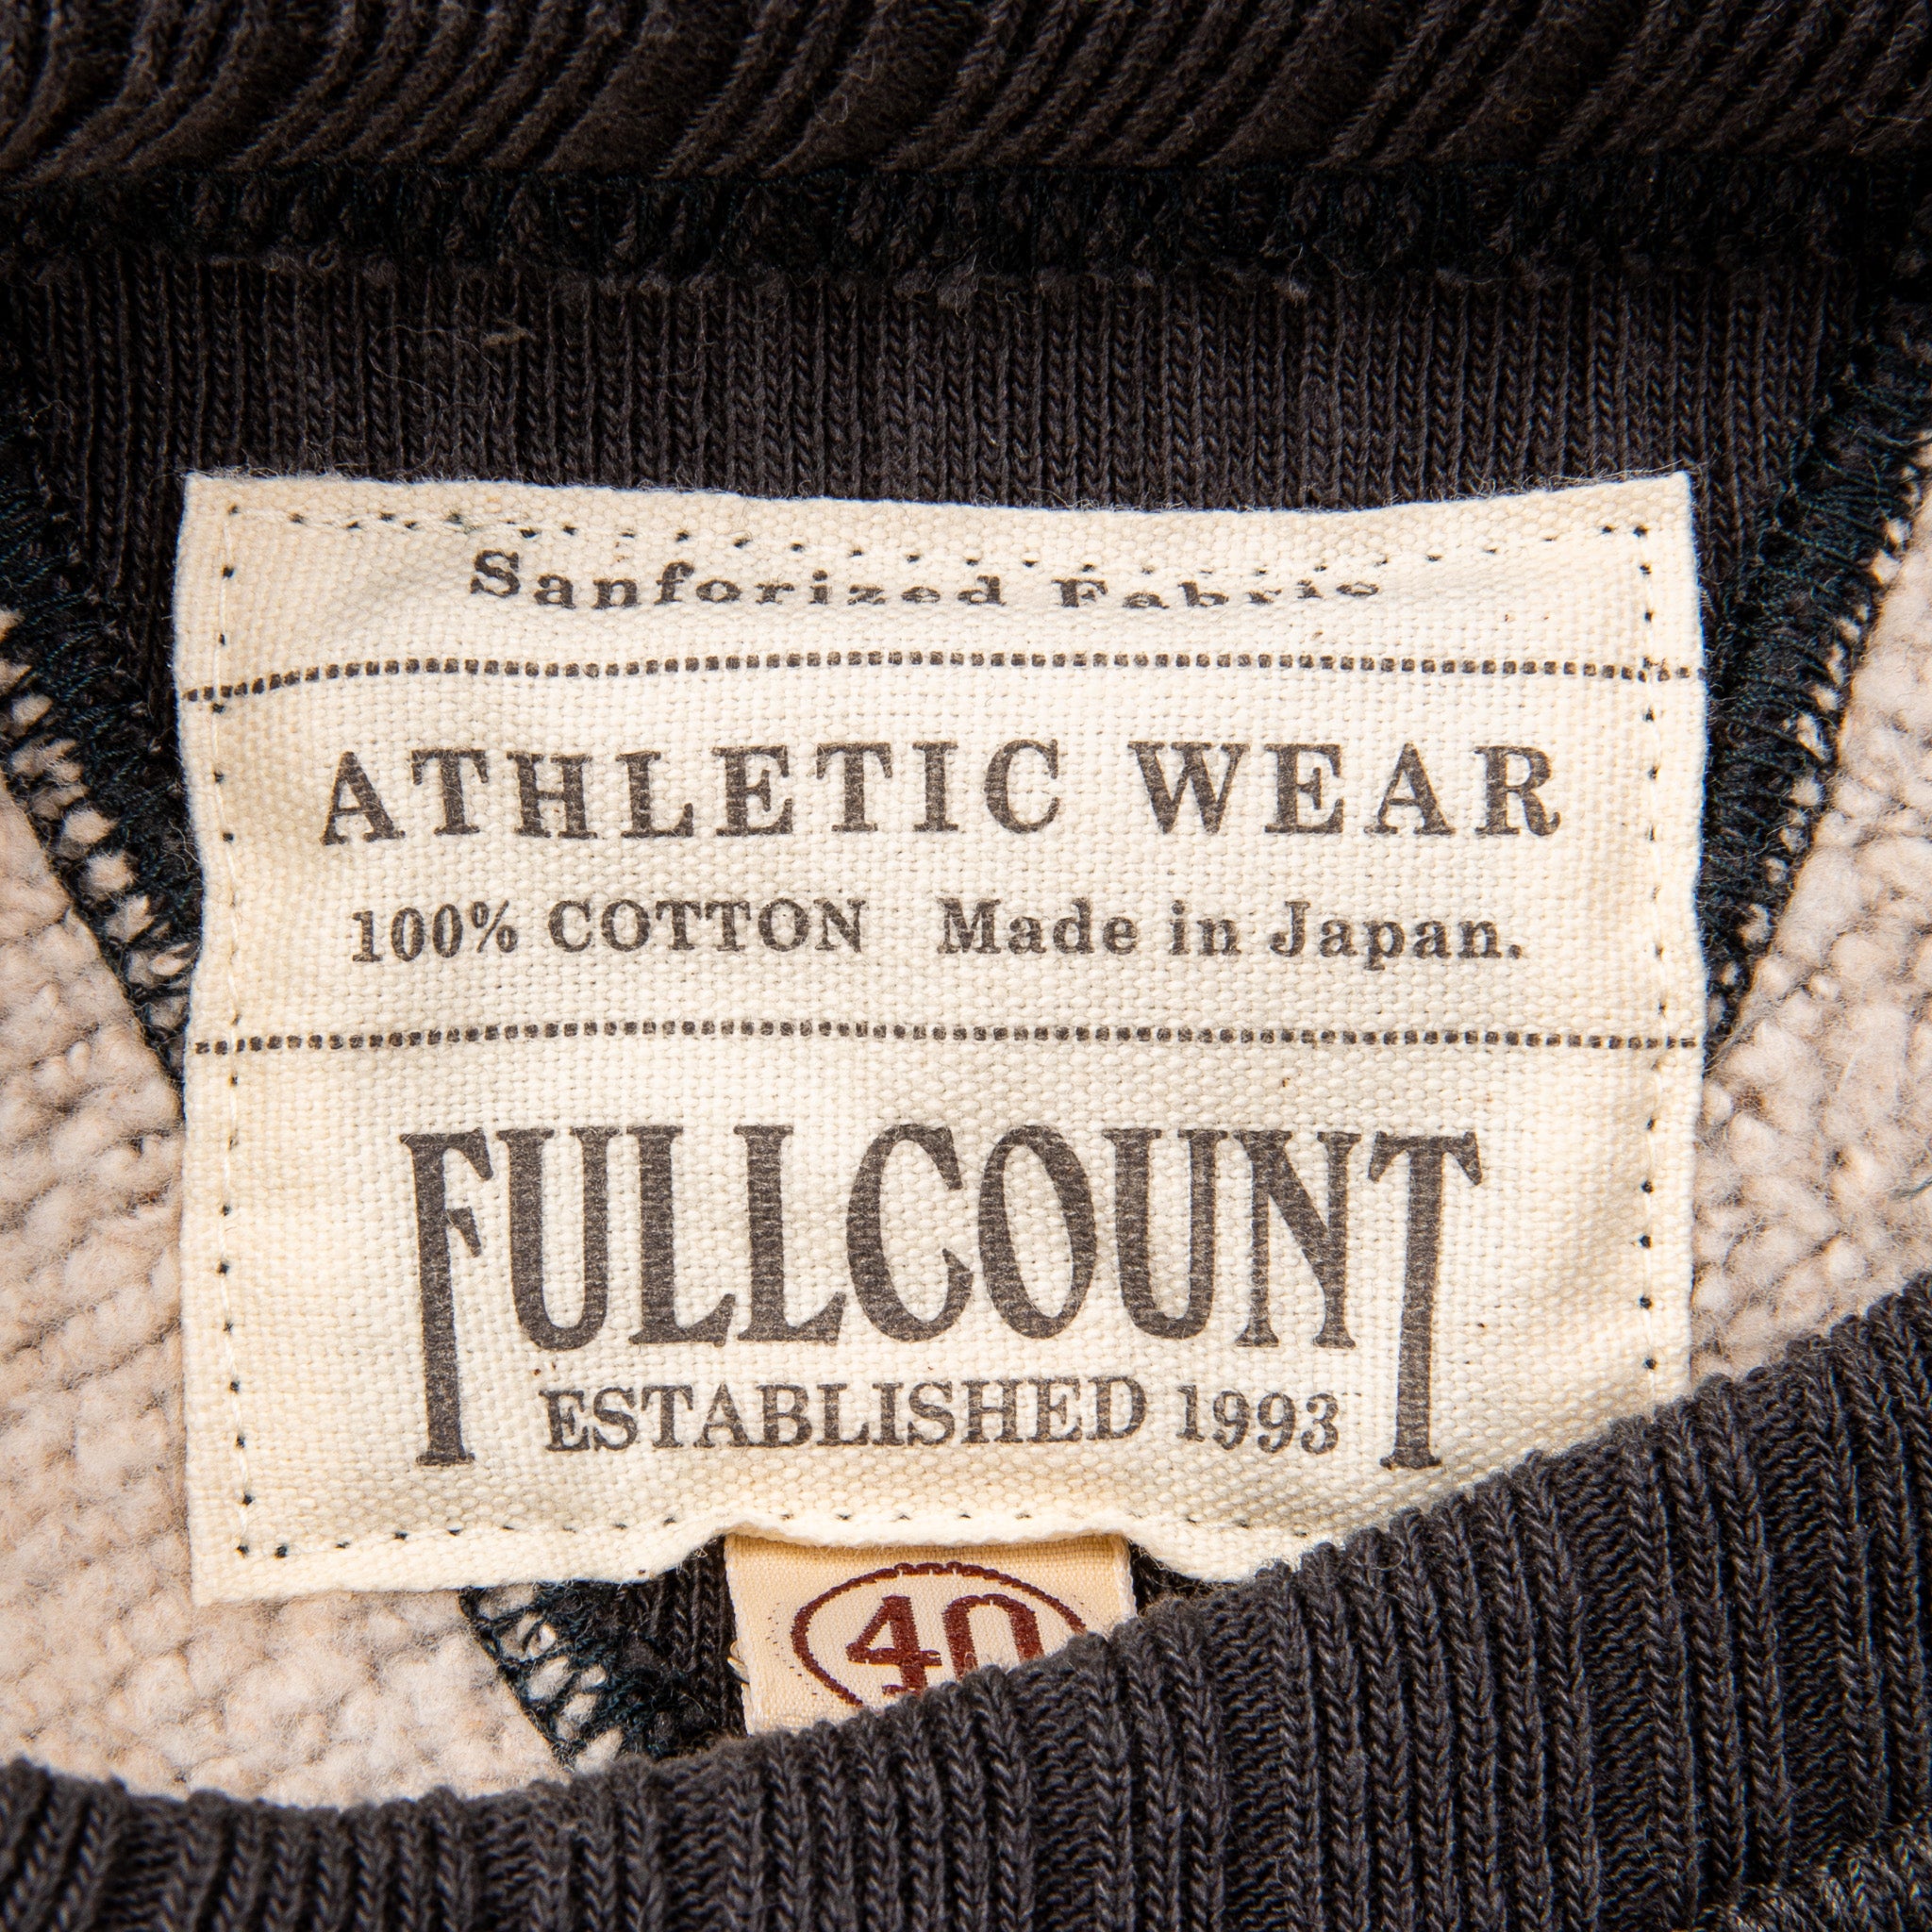 Sanforized Fabric
ATHLETIC WEAR
100% COTTON Made in Japan.
FULLCOUNT
ESTABLISHED 1993
40